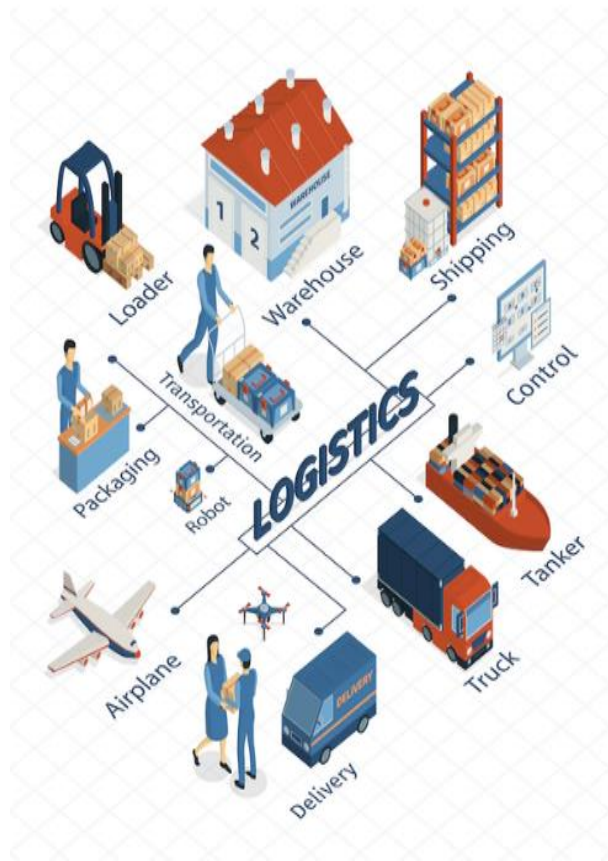 WAREHOUSE
1
2
Loader
Warehouse
Shipping
Transportation
Control
Packaging
Robot
LOGISTICS
Tanker
Airplane
Truck
DELIVERY
Delivery